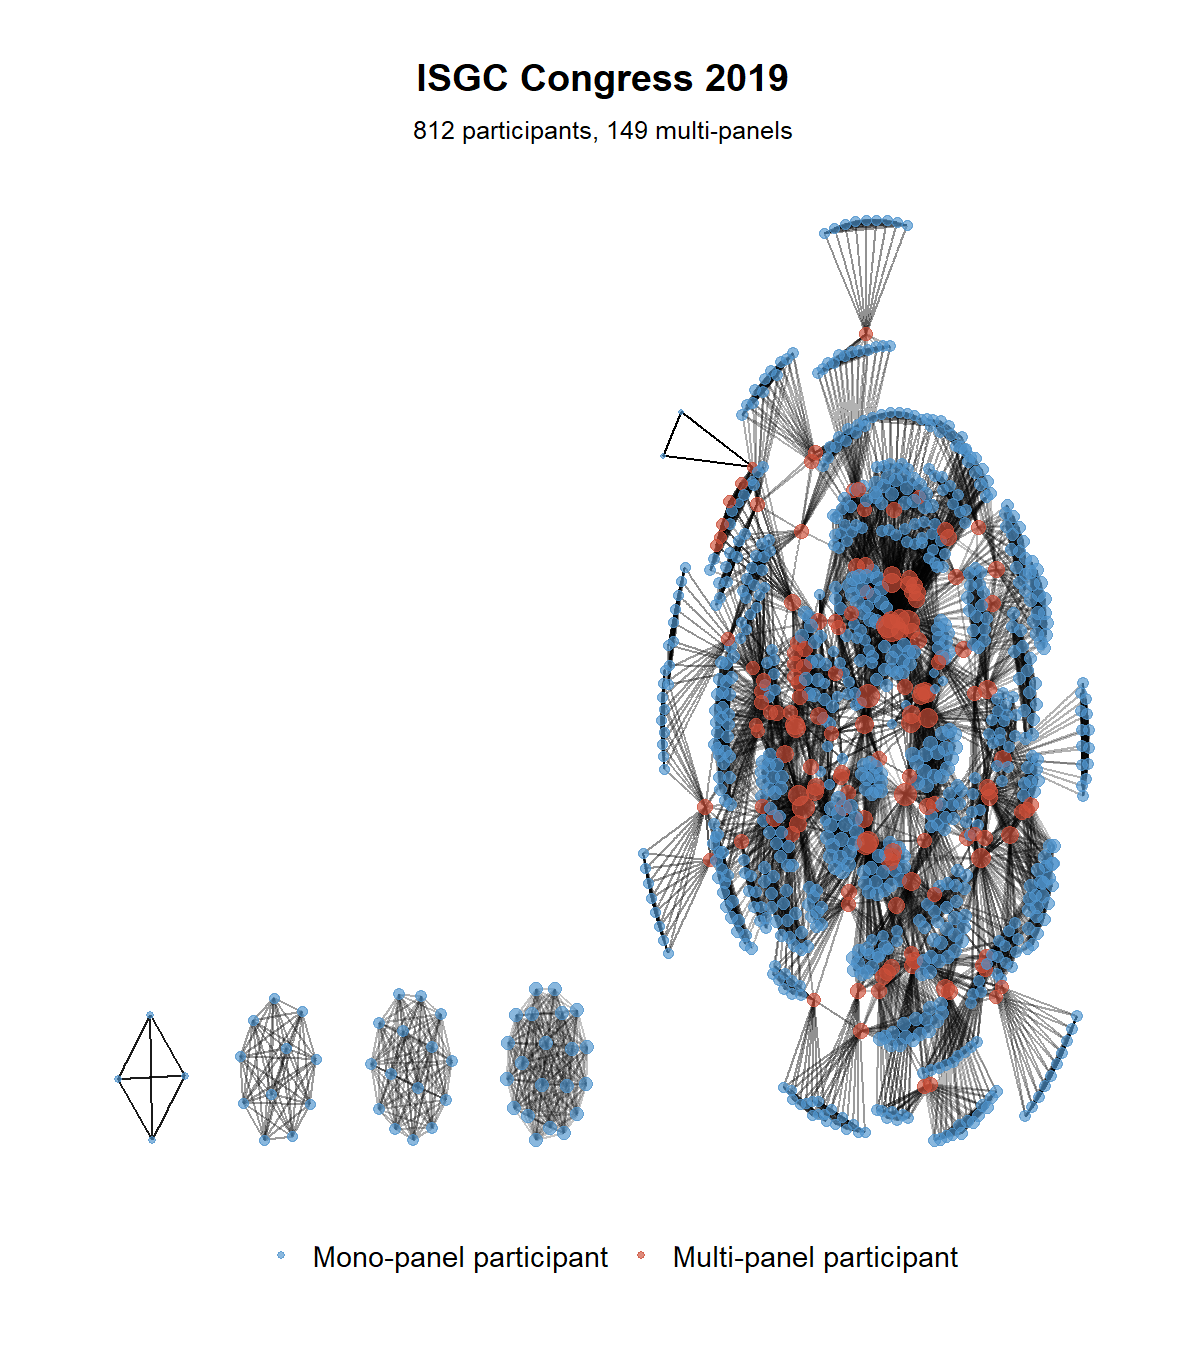 ISGC Congress 2019
812 participants, 149 multi-panels
Mono-panel participant
Multi-panel participant